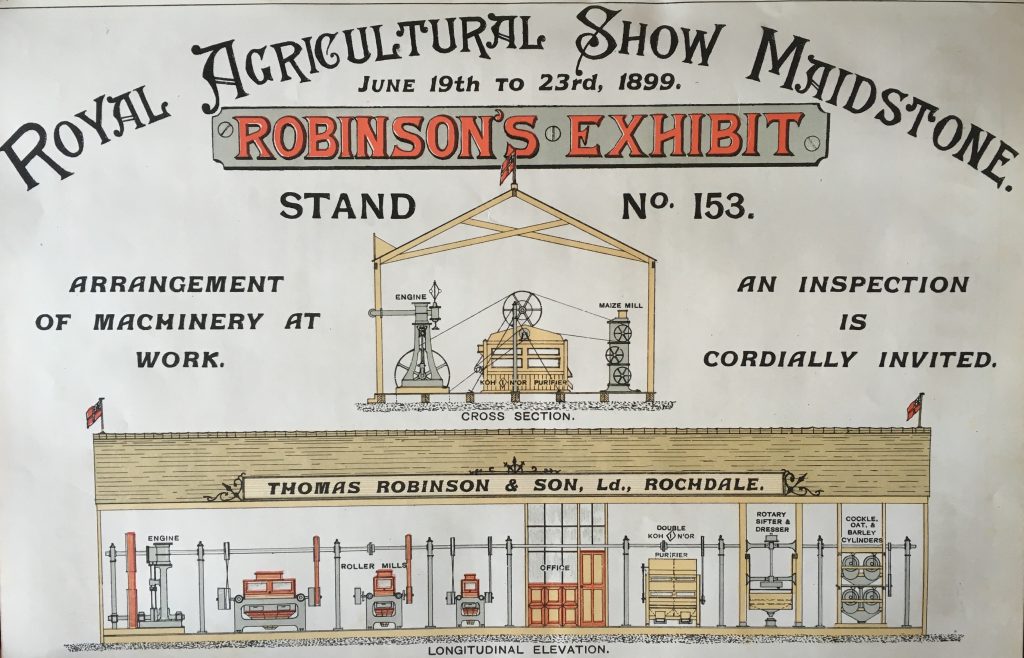 ROYAL AGRICULTURAL SHOW MAIDSTONE.
JUNE 19th TO 23rd, 1899.
ROBINSON'S EXHIBIT
STAND No. 153.
ARRANGEMENT
OF MACHINERY AT
WORK.
AN INSPECTION
IS
CORDIALLY INVITED.
ENGINE
MAIZE MILL
KOH I N'OR PURIFIER
CROSS SECTION.
THOMAS ROBINSON & SON, Ld., ROCHDALE.
ENGINE
ROLLER MILLS
OFFICE
DOUBLE
KOH I N'OR
PURIFIER
ROTARY
SIFTER &
DRESSER
COCKLE,
OAT, &
BARLEY
CYLINDERS
LONGITUDINAL ELEVATION.